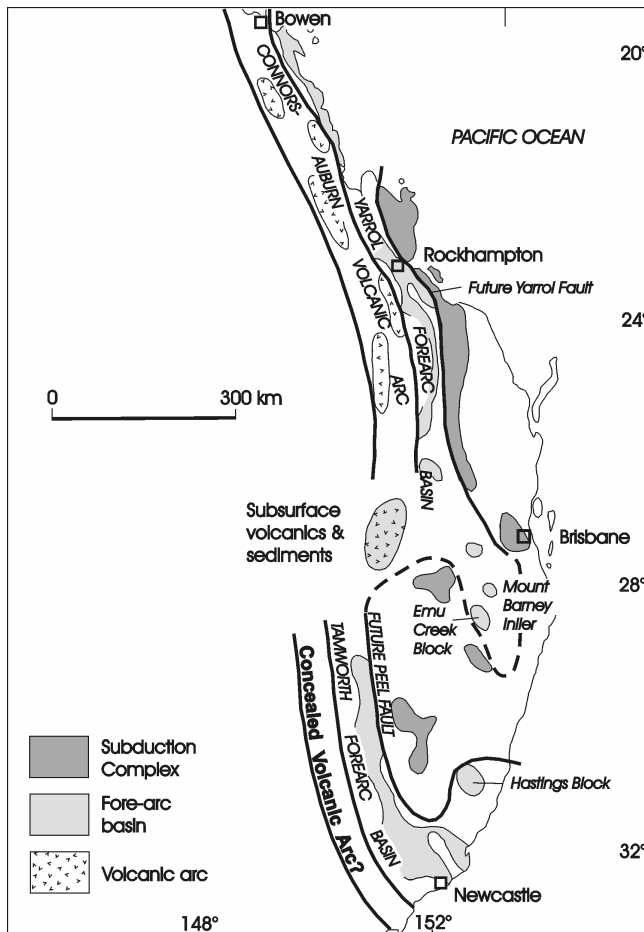 Bowen
20°
CONNORS-
PACIFIC OCEAN
AUBURN
YARROL
Rockhampton
VOLCANIC
Future Yarrol Fault
24°
FOREARC
0
300 km
ARC
BASIN
Subsurface
volcanics &
sediments
Brisbane
28°
Mount
Barney
Inlier
Emu
Creek
Block
TAMWORTH
FUTURE PEEL FAULT
Concealed Volcanic Arc?
FOREARC
Subduction
Complex
Hastings Block
Fore-arc
basin
BASIN
32°
Volcanic arc
Newcastle
148°
152°